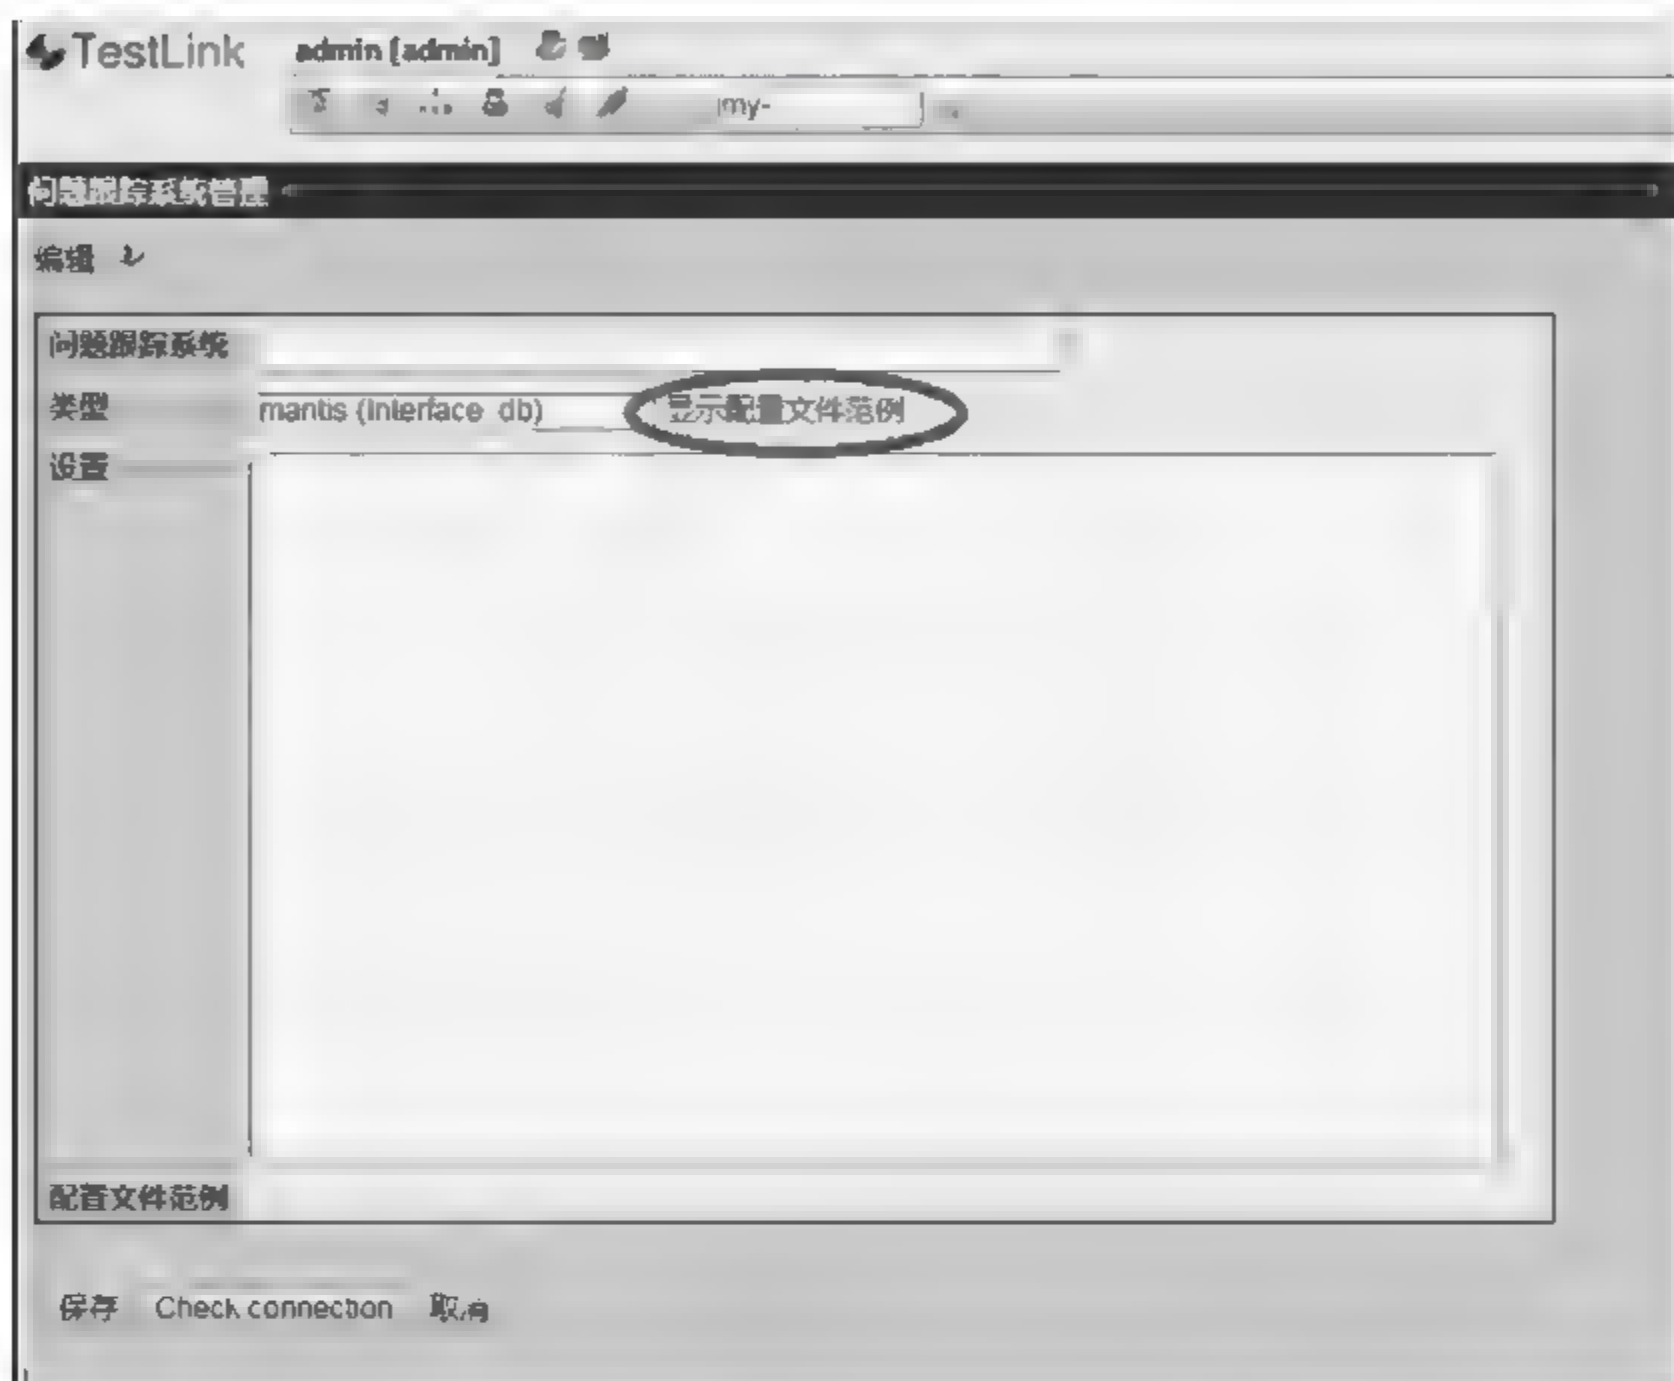 TestLink admin [admin]
my-
问题跟踪系统管理
编辑
问题跟踪系统
类型 mantis (Interface db) 显示配置文件范例
设置
配置文件范例
保存 Check connection 取消